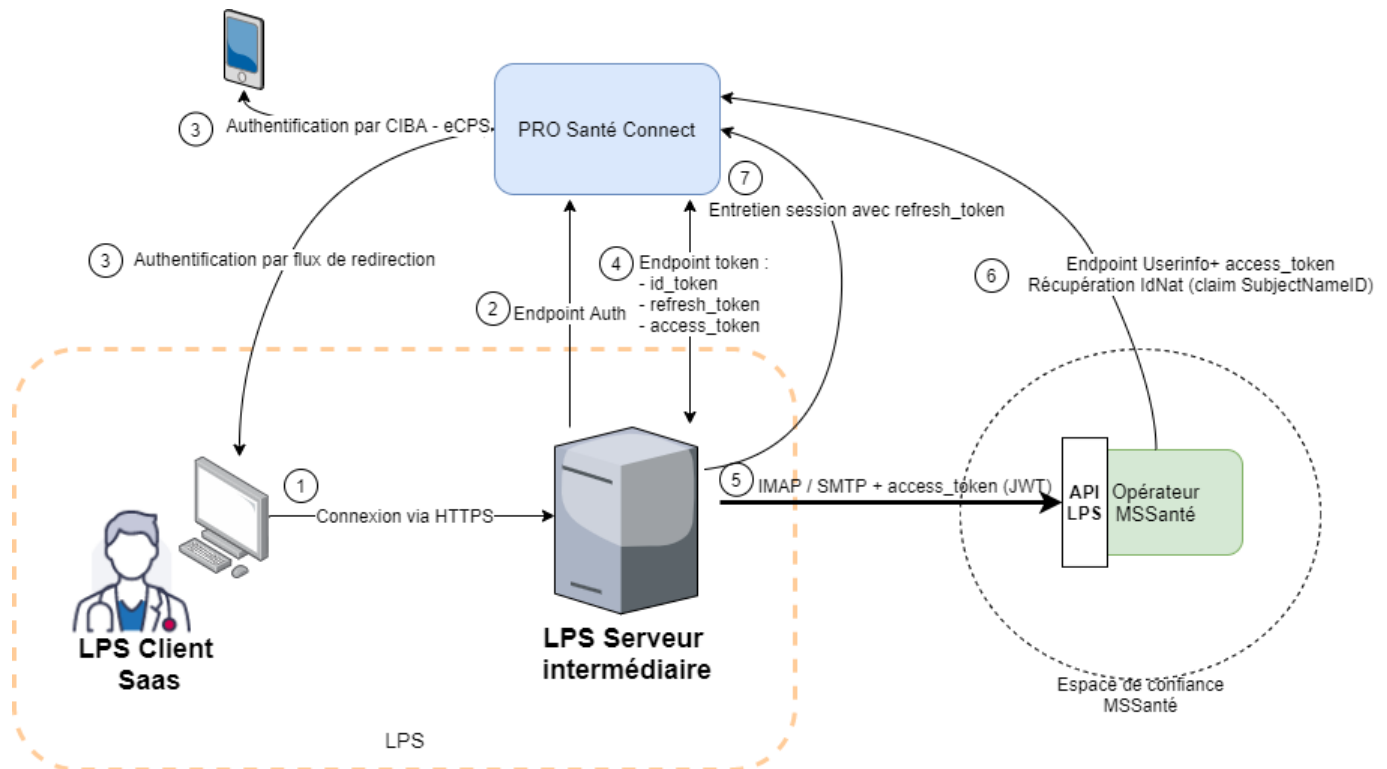 3
Authentification par CIBA - eCPS
PRO Santé Connect
7
Entretien session avec refresh_token
3
Authentification par flux de redirection
4
Endpoint token :
- id_token
- refresh_token
- access_token
2
Endpoint Auth
6
Endpoint Userinfo+ access_token
Récupération IdNat (claim SubjectNameID)
1
Connexion via HTTPS
5
IMAP / SMTP + access_token (JWT)
API
LPS
Opérateur
MSSanté
LPS Client
Saas
LPS Serveur
intermédiaire
Espace de confiance
MSSanté
LPS